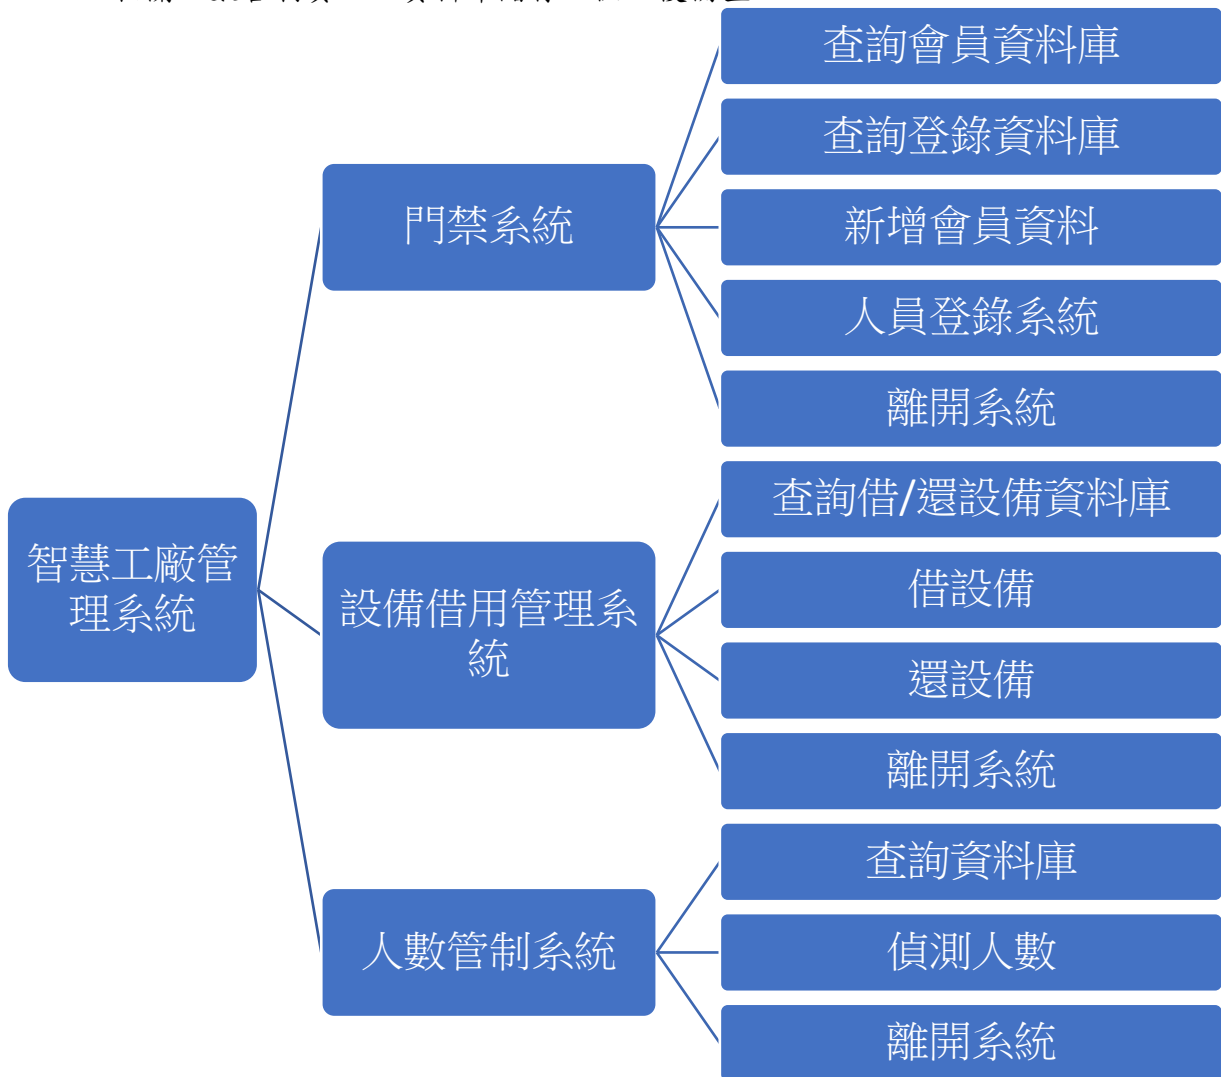 智慧工廠管
理系統
門禁系統
查詢會員資料庫
查詢登錄資料庫
新增會員資料
人員登錄系統
離開系統
設備借用管理系
統
查詢借/還設備資料庫
借設備
還設備
離開系統
人數管制系統
查詢資料庫
偵測人數
離開系統